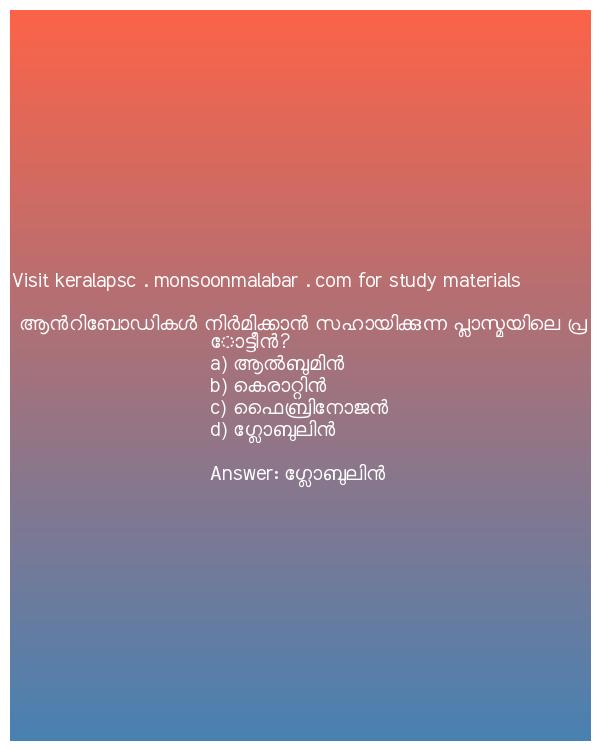 Visit keralapsc . monsoonmalabar . com for study materials
ആൻറിബോഡികൾ നിർമിക്കാൻ സഹായിക്കുന്ന പ്ലാസ്മയിലെ പ്ര
ോട്ടീൻ?
a) ആൽബുമിൻ
b) കെരാറ്റിൻ
c) ഫൈബ്രിനോജൻ
d) ഗ്ലോബുലിൻ
Answer: ഗ്ലോബുലിൻ